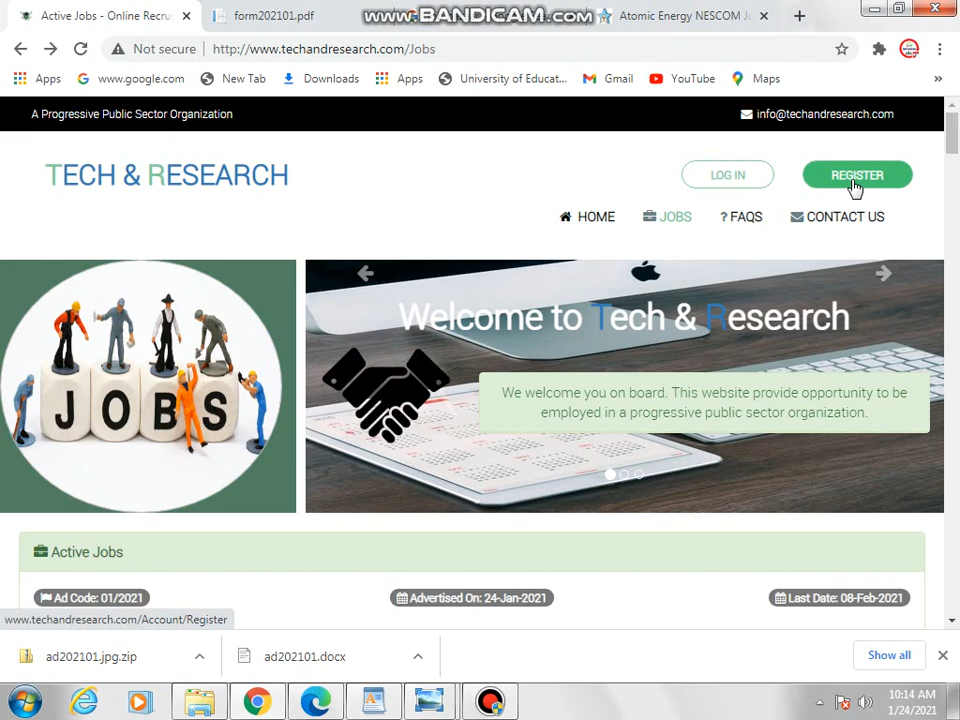 Active Jobs - Online Recru
form202101.pdf
www.BANDICAM.com
Atomic Energy NESCOM Jo
Not secure
http://www.techandresearch.com/Jobs
Apps
www.google.com
New Tab
Downloads
Apps
University of Educat...
Gmail
YouTube
Maps
»
A Progressive Public Sector Organization
info@techandresearch.com
TECH & RESEARCH
LOG IN
REGISTER
HOME
JOBS
? FAQS
CONTACT US
JOBS
Welcome to Tech & Research
We welcome you on board. This website provide opportunity to
be employed in a progressive public sector organization.
Active Jobs
Ad Code: 01/2021
Advertised On: 24-Jan-2021
Last Date: 08-Feb-2021
www.techandresearch.com/Account/Register
ad202101.jpg.zip
ad202101.docx
Show all
10:14 AM
1/24/2021